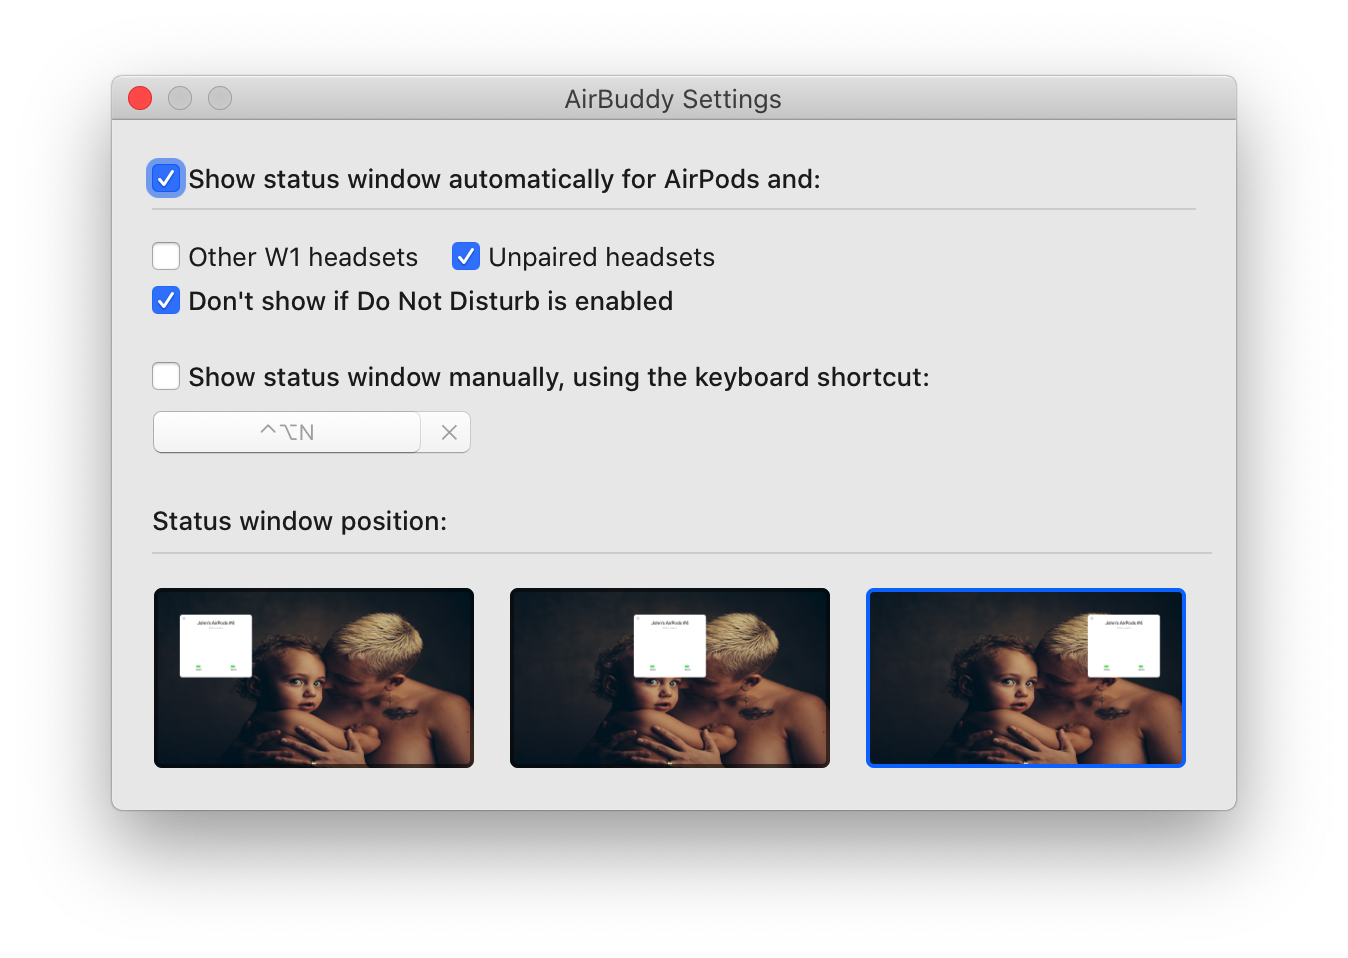 AirBuddy Settings
Show status window automatically for AirPods and:
Other W1 headsets Unpaired headsets
Don't show if Do Not Disturb is enabled
Show status window manually, using the keyboard shortcut:
^⌥N ×
Status window position:
John's AirPods #6 John's AirPods #6 John's AirPods #6